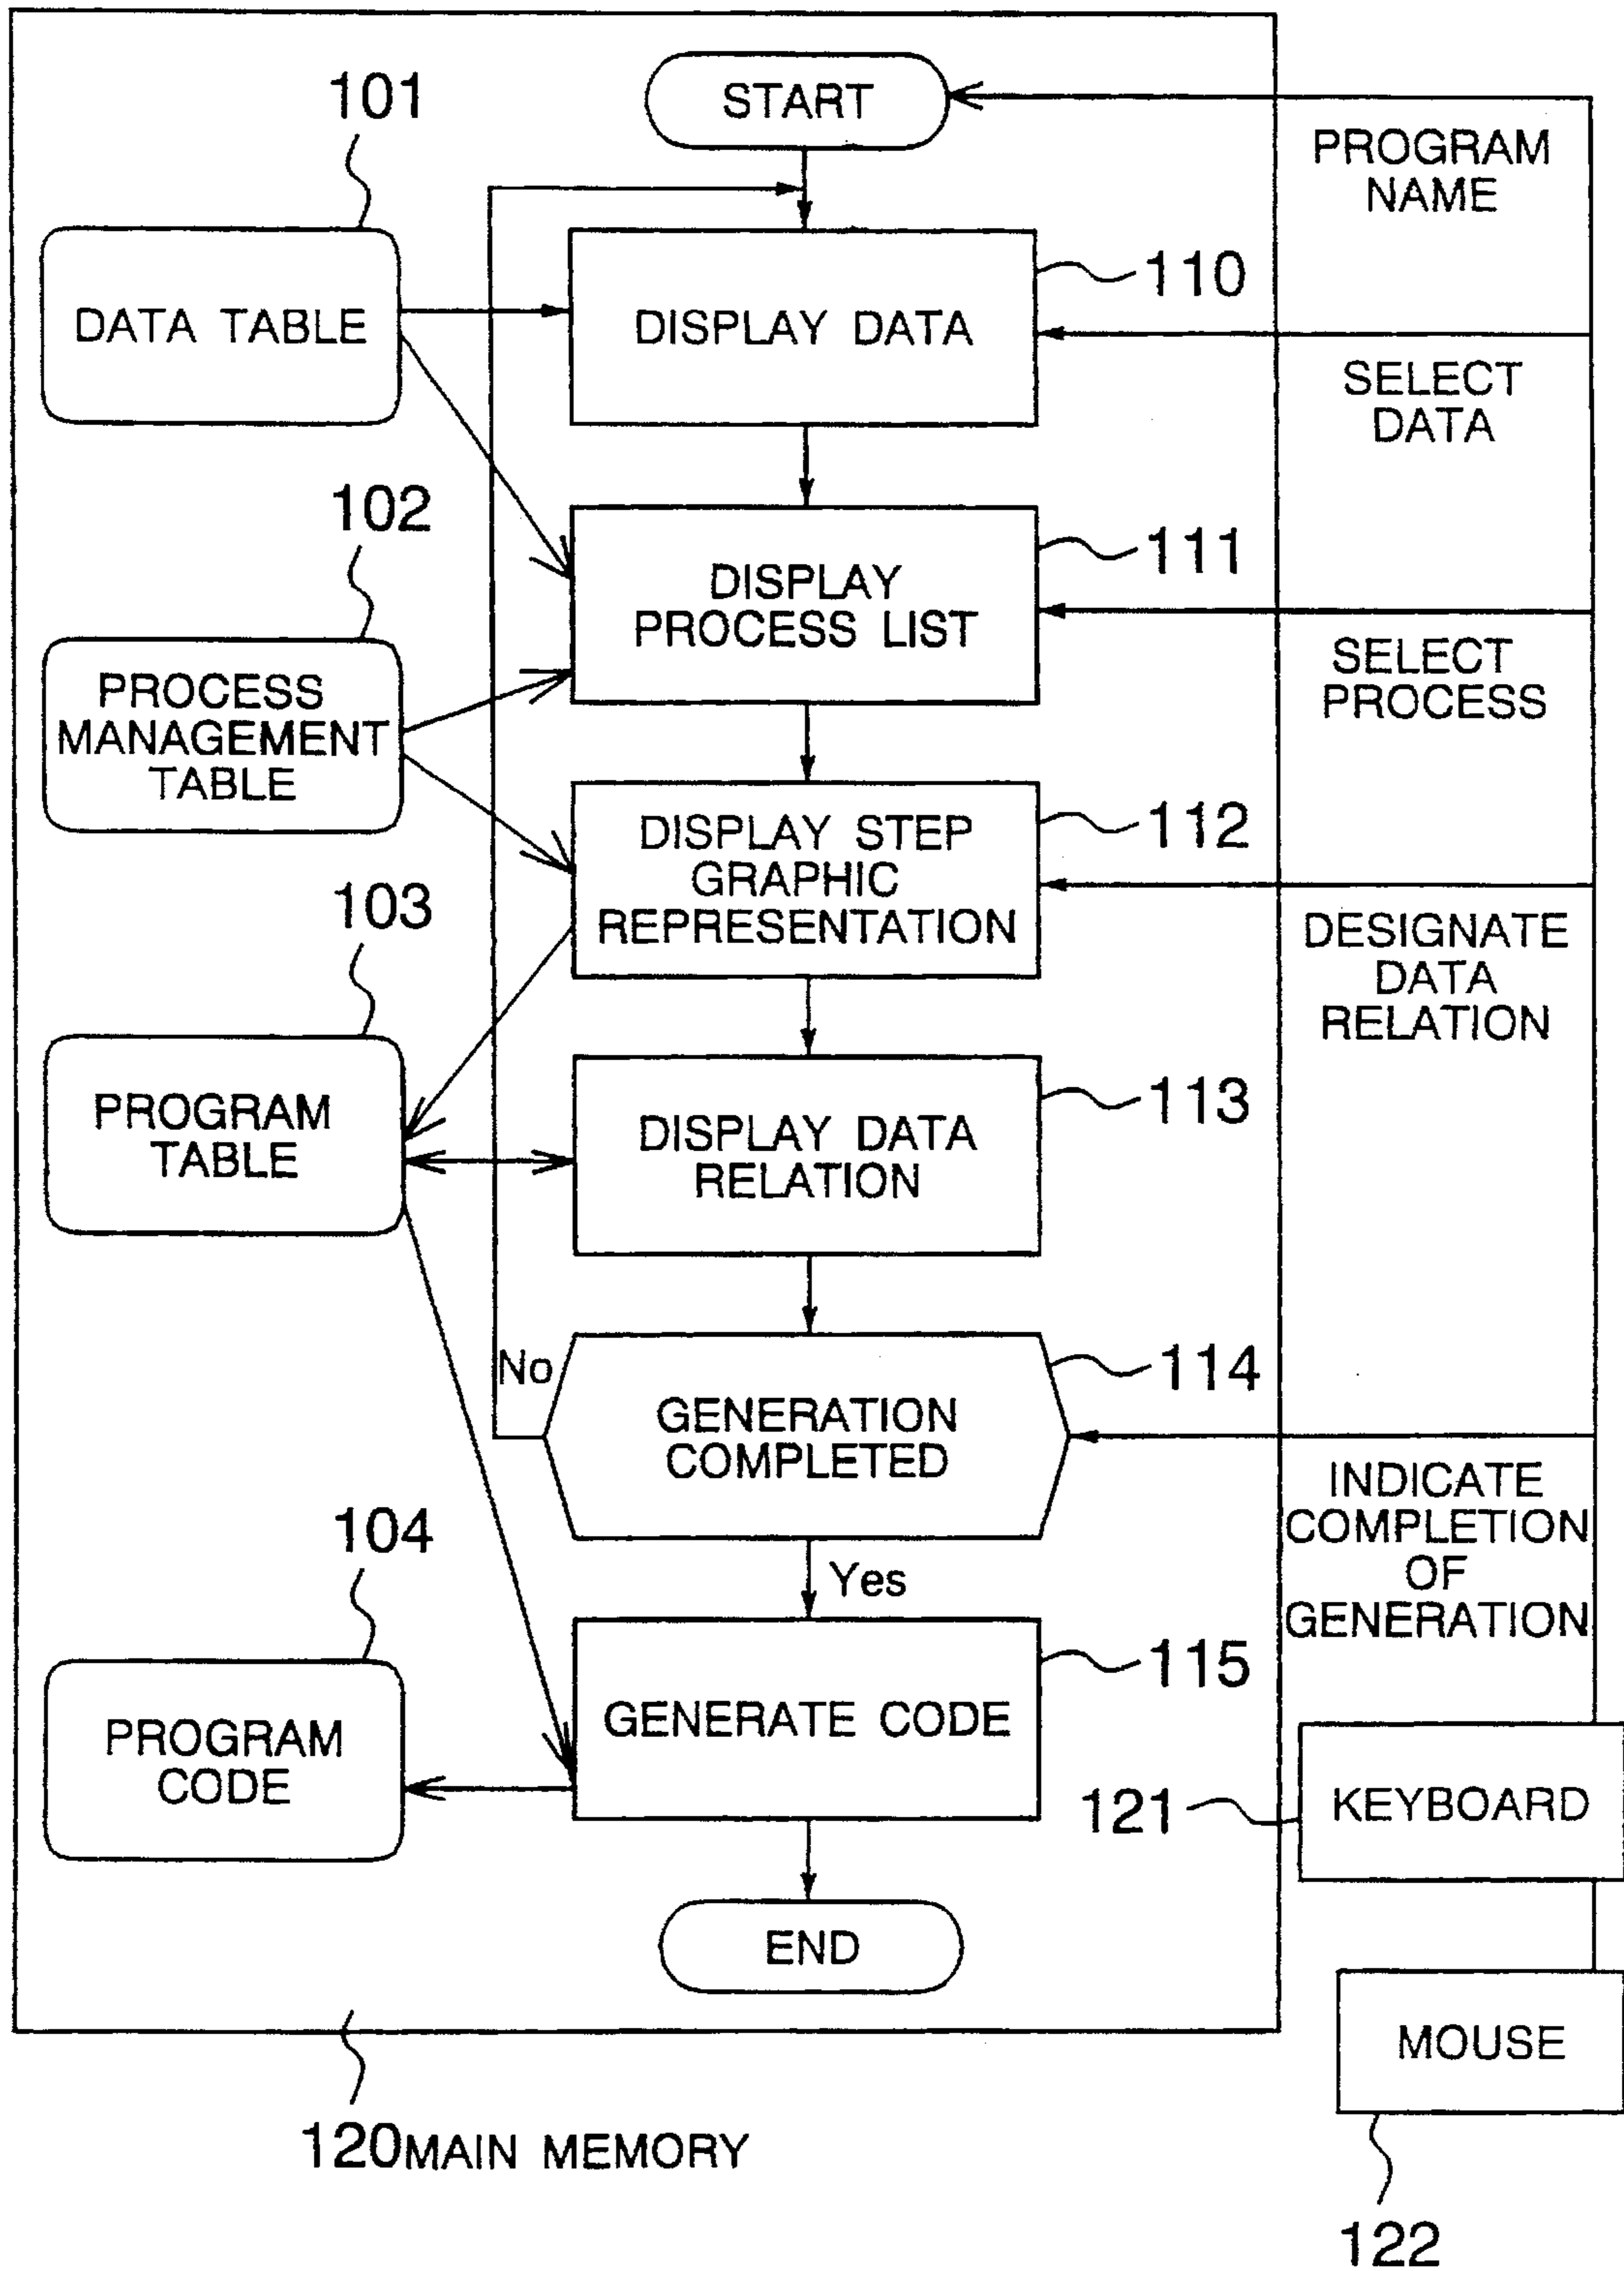 START
101
PROGRAM
NAME
DATA TABLE
DISPLAY DATA
110
SELECT
DATA
102
DISPLAY
PROCESS LIST
111
SELECT
PROCESS
PROCESS
MANAGEMENT
TABLE
DISPLAY STEP
GRAPHIC
REPRESENTATION
112
DESIGNATE
DATA
RELATION
103
PROGRAM
TABLE
DISPLAY DATA
RELATION
113
No
GENERATION
COMPLETED
114
INDICATE
COMPLETION
OF
GENERATION
Yes
104
PROGRAM
CODE
GENERATE CODE
115
121
KEYBOARD
END
MOUSE
120 MAIN MEMORY
122